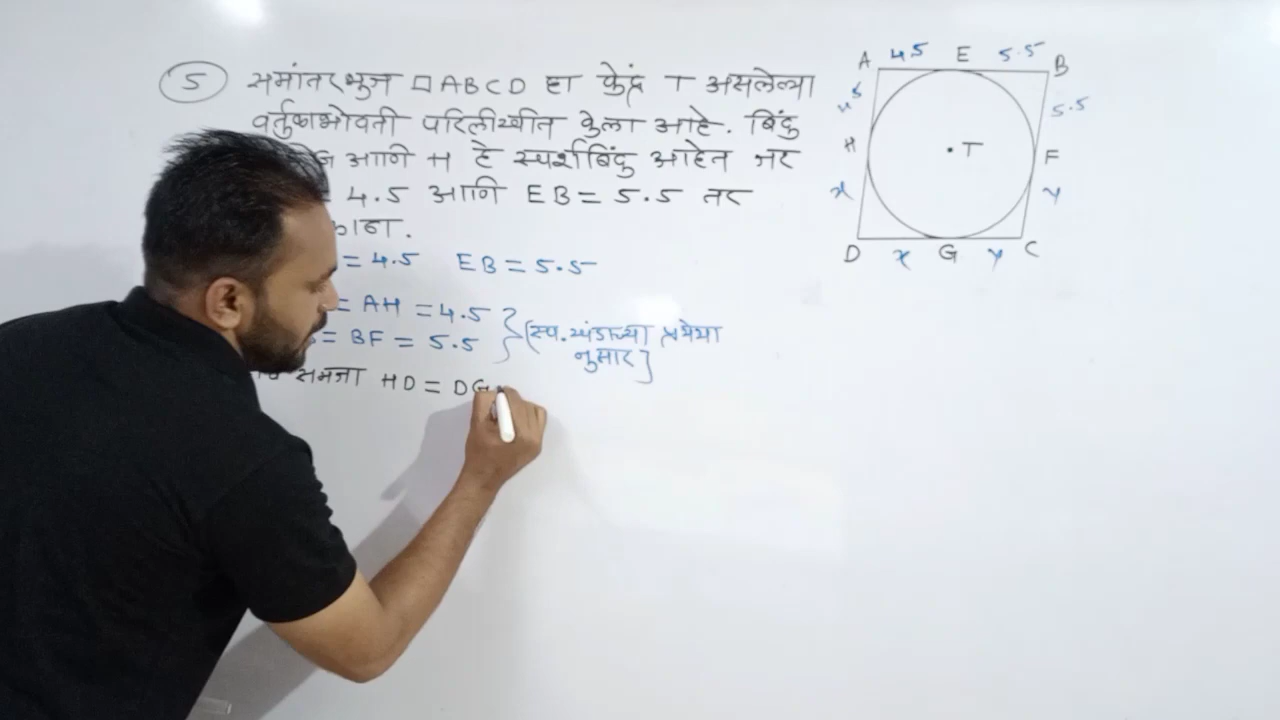 5 समांतरभुज □ABCD हा केंद्र T असलेल्या
वर्तुळाभोवती परिलीखीत केला आहे. बिंदु
आणि H हे स्पर्शबिंदु आहेत जर
4.5 आणि EB = 5.5 तर
काढा.
= 4.5 EB = 5.5
= AH = 4.5
= BF = 5.5
(स्प. खंडाच्या प्रमेया
नुसार]
समजा HD = DG
A 4.5 E 5.5 B
5.5
H T F
x y
D x G y C